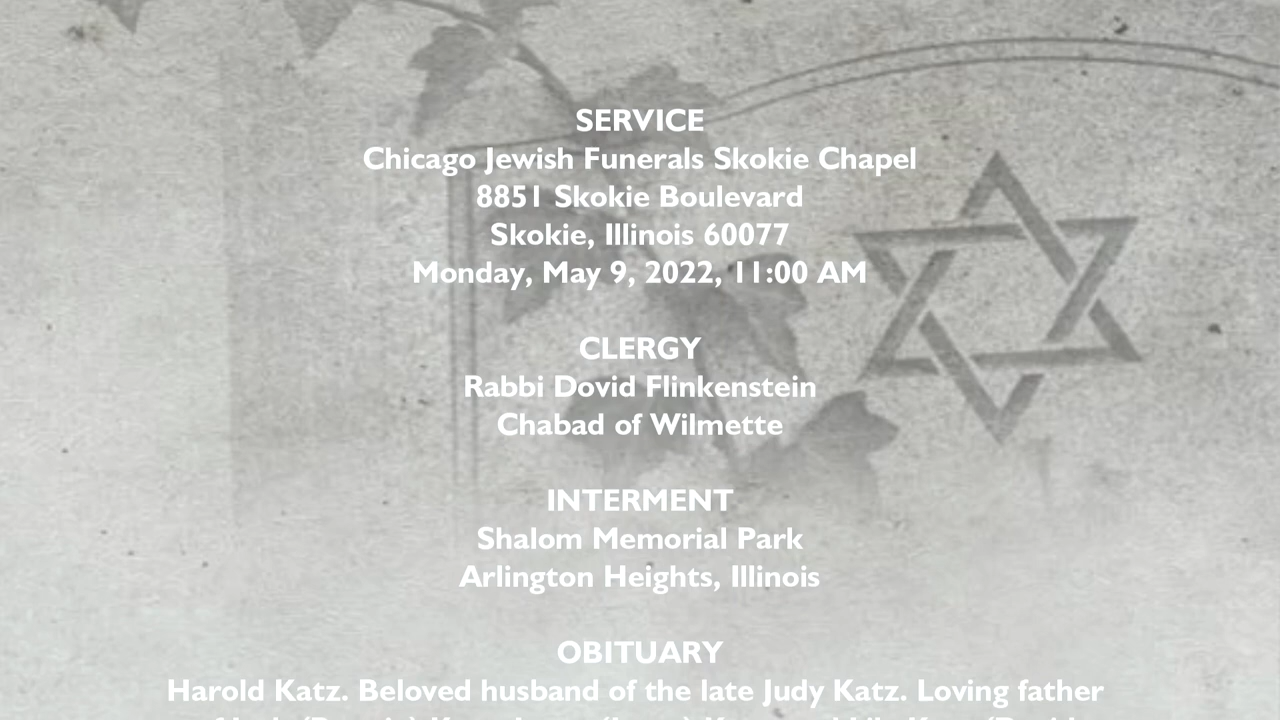 SERVICE
Chicago Jewish Funerals Skokie Chapel
8851 Skokie Boulevard
Skokie, Illinois 60077
Monday, May 9, 2022, 11:00 AM
CLERGY
Rabbi Dovid Flinkenstein
Chabad of Wilmette
INTERMENT
Shalom Memorial Park
Arlington Heights, Illinois
OBITUARY
Harold Katz. Beloved husband of the late Judy Katz. Loving father